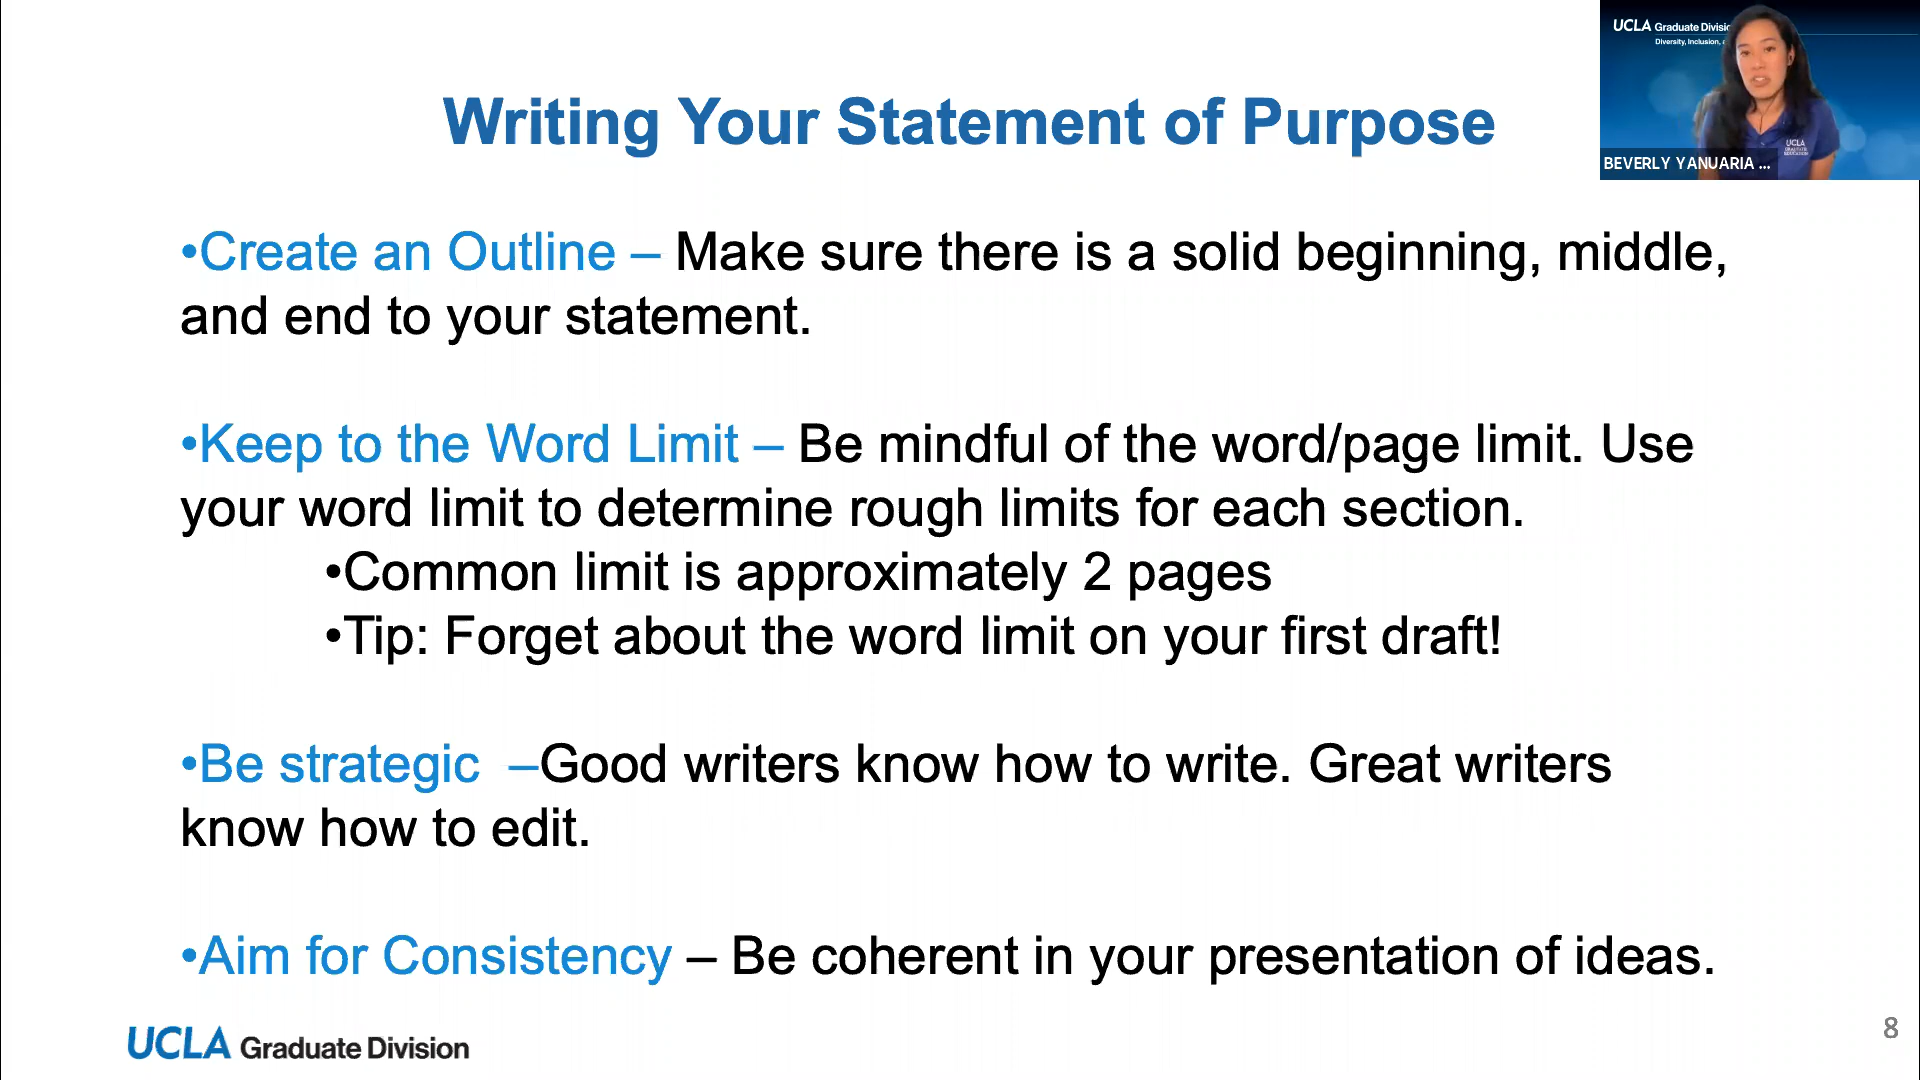 UCLA Graduate Divisio
Diversity, Inclusion,
Writing Your Statement of Purpose
UCLA
GRADUATE
EDUCATION
BEVERLY YANUARIA ...
•Create an Outline – Make sure there is a solid beginning, middle,
and end to your statement.
•Keep to the Word Limit – Be mindful of the word/page limit. Use
your word limit to determine rough limits for each section.
•Common limit is approximately 2 pages
•Tip: Forget about the word limit on your first draft!
•Be strategic  –Good writers know how to write. Great writers
know how to edit.
•Aim for Consistency – Be coherent in your presentation of ideas.
UCLA Graduate Division
8